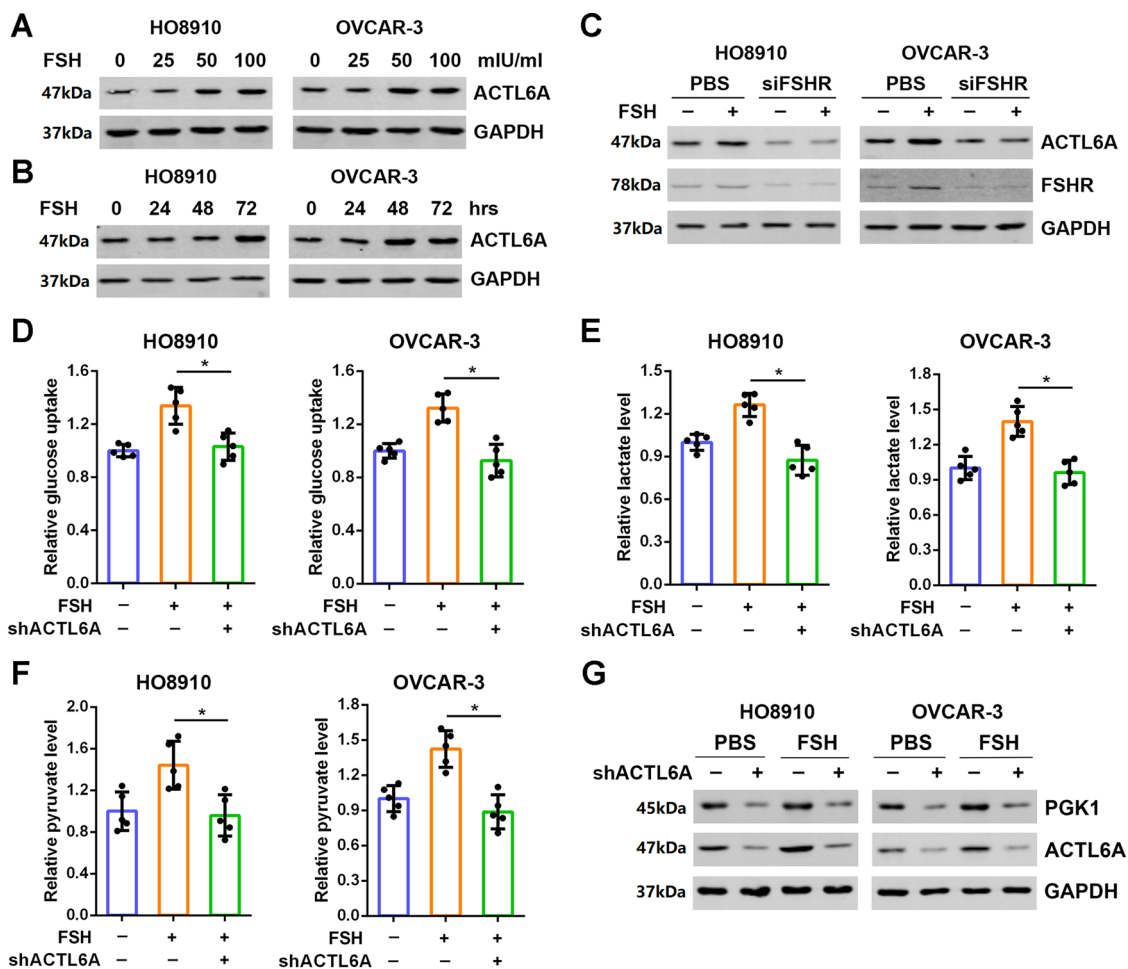 A
HO8910 OVCAR-3
FSH 0 25 50 100 0 25 50 100 mIU/ml
47kDa ACTL6A
37kDa GAPDH
B
HO8910 OVCAR-3
FSH 0 24 48 72 0 24 48 72 hrs
47kDa ACTL6A
37kDa GAPDH
C
HO8910 OVCAR-3
PBS siFSHR PBS siFSHR
FSH – + – + – + – +
47kDa ACTL6A
78kDa FSHR
37kDa GAPDH
D
HO8910
Relative glucose uptake
1.6
1.2
0.8
0.4
0.0
*
FSH – + +
shACTL6A – – +
OVCAR-3
Relative glucose uptake
1.6
1.2
0.8
0.4
0.0
*
FSH – + +
shACTL6A – – +
E
HO8910
Relative lactate level
1.5
1.2
0.9
0.6
0.3
0.0
*
FSH – + +
shACTL6A – – +
OVCAR-3
Relative lactate level
1.8
1.5
1.2
0.9
0.6
0.3
0.0
*
FSH – + +
shACTL6A – – +
F
HO8910
Relative pyruvate level
2.0
1.6
1.2
0.8
0.4
0.0
*
FSH – + +
shACTL6A – – +
OVCAR-3
Relative pyruvate level
1.8
1.5
1.2
0.9
0.6
0.3
0.0
*
FSH – + +
shACTL6A – – +
G
HO8910 OVCAR-3
PBS FSH PBS FSH
shACTL6A – + – + – + – +
45kDa PGK1
47kDa ACTL6A
37kDa GAPDH